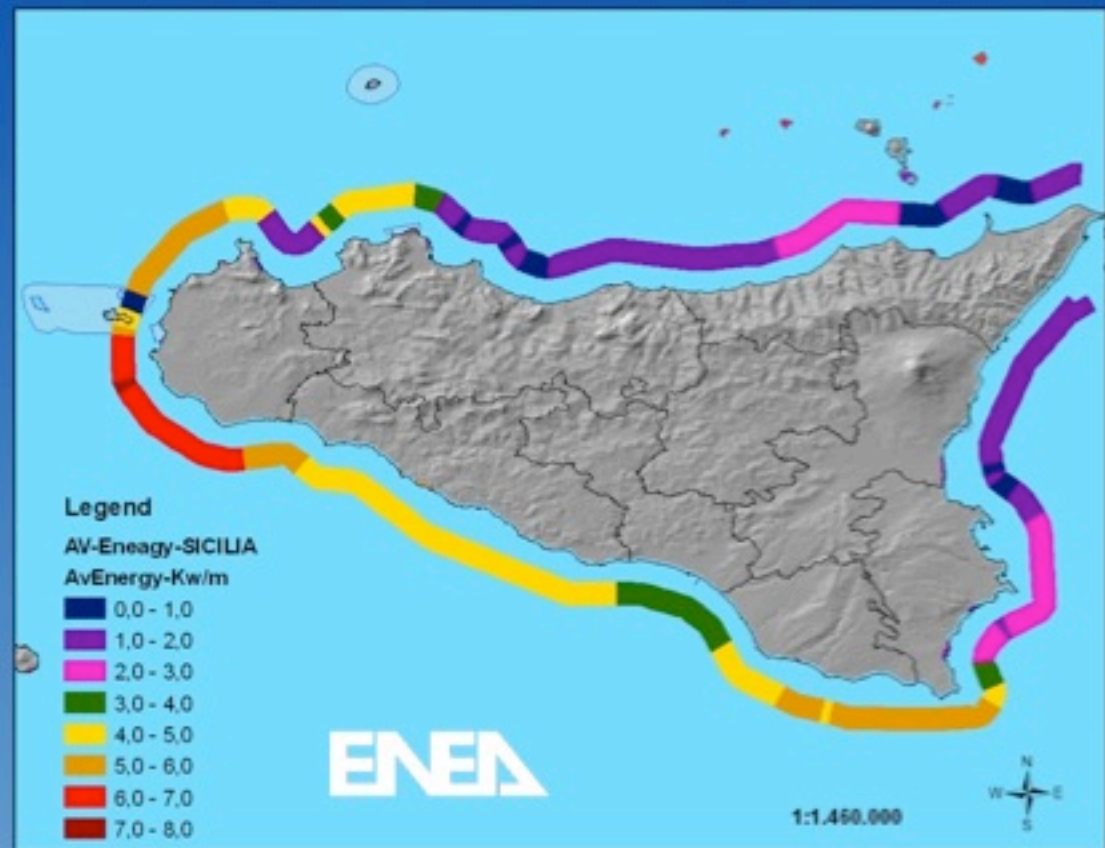 Legend
AV-Eneagy-SICILIA
AvEnergy-Kw/m
0,0 - 1,0
1,0 - 2,0
2,0 - 3,0
3,0 - 4,0
4,0 - 5,0
5,0 - 6,0
6,0 - 7,0
7,0 - 8,0
ENEA
1:1.460.000
N
W E
S